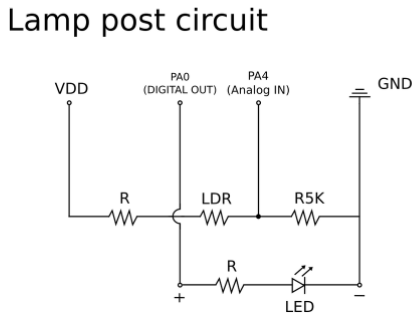 Lamp post circuit
VDD
PA0
(DIGITAL OUT)
PA4
(Analog IN)
GND
R
LDR
R5K
R
+
−
LED